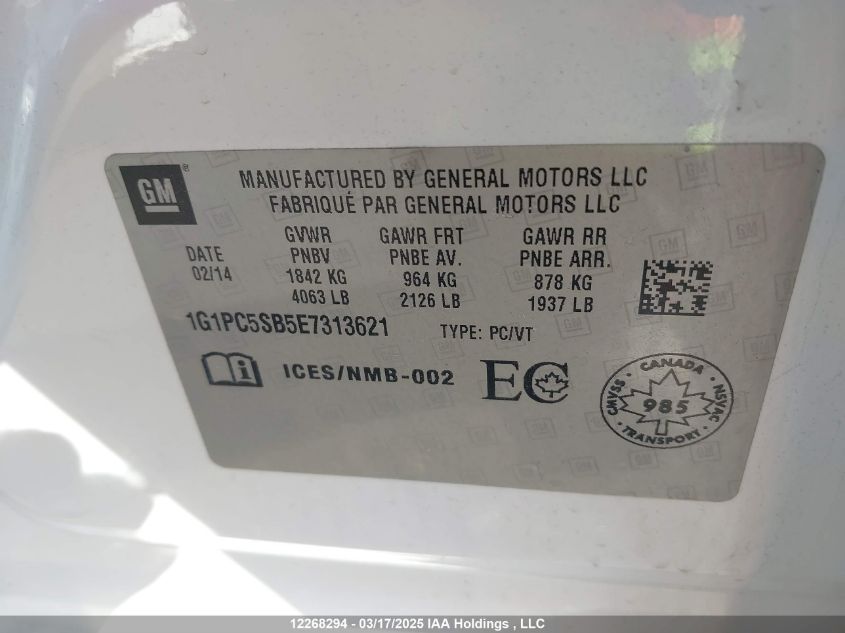 GM ®
MANUFACTURED BY GENERAL MOTORS LLC
FABRIQUÉ PAR GENERAL MOTORS LLC
DATE
02/14
GVWR
PNBV
1842 KG
4063 LB
GAWR FRT
PNBE AV.
964 KG
2126 LB
GAWR RR
PNBE ARR.
878 KG
1937 LB
1G1PC5SB5E7313621 TYPE: PC/VT
i ICES/NMB-002 EC
CANADA
CMVSS 985 NSVAC
TRANSPORT
12268294 - 03/17/2025 IAA Holdings , LLC